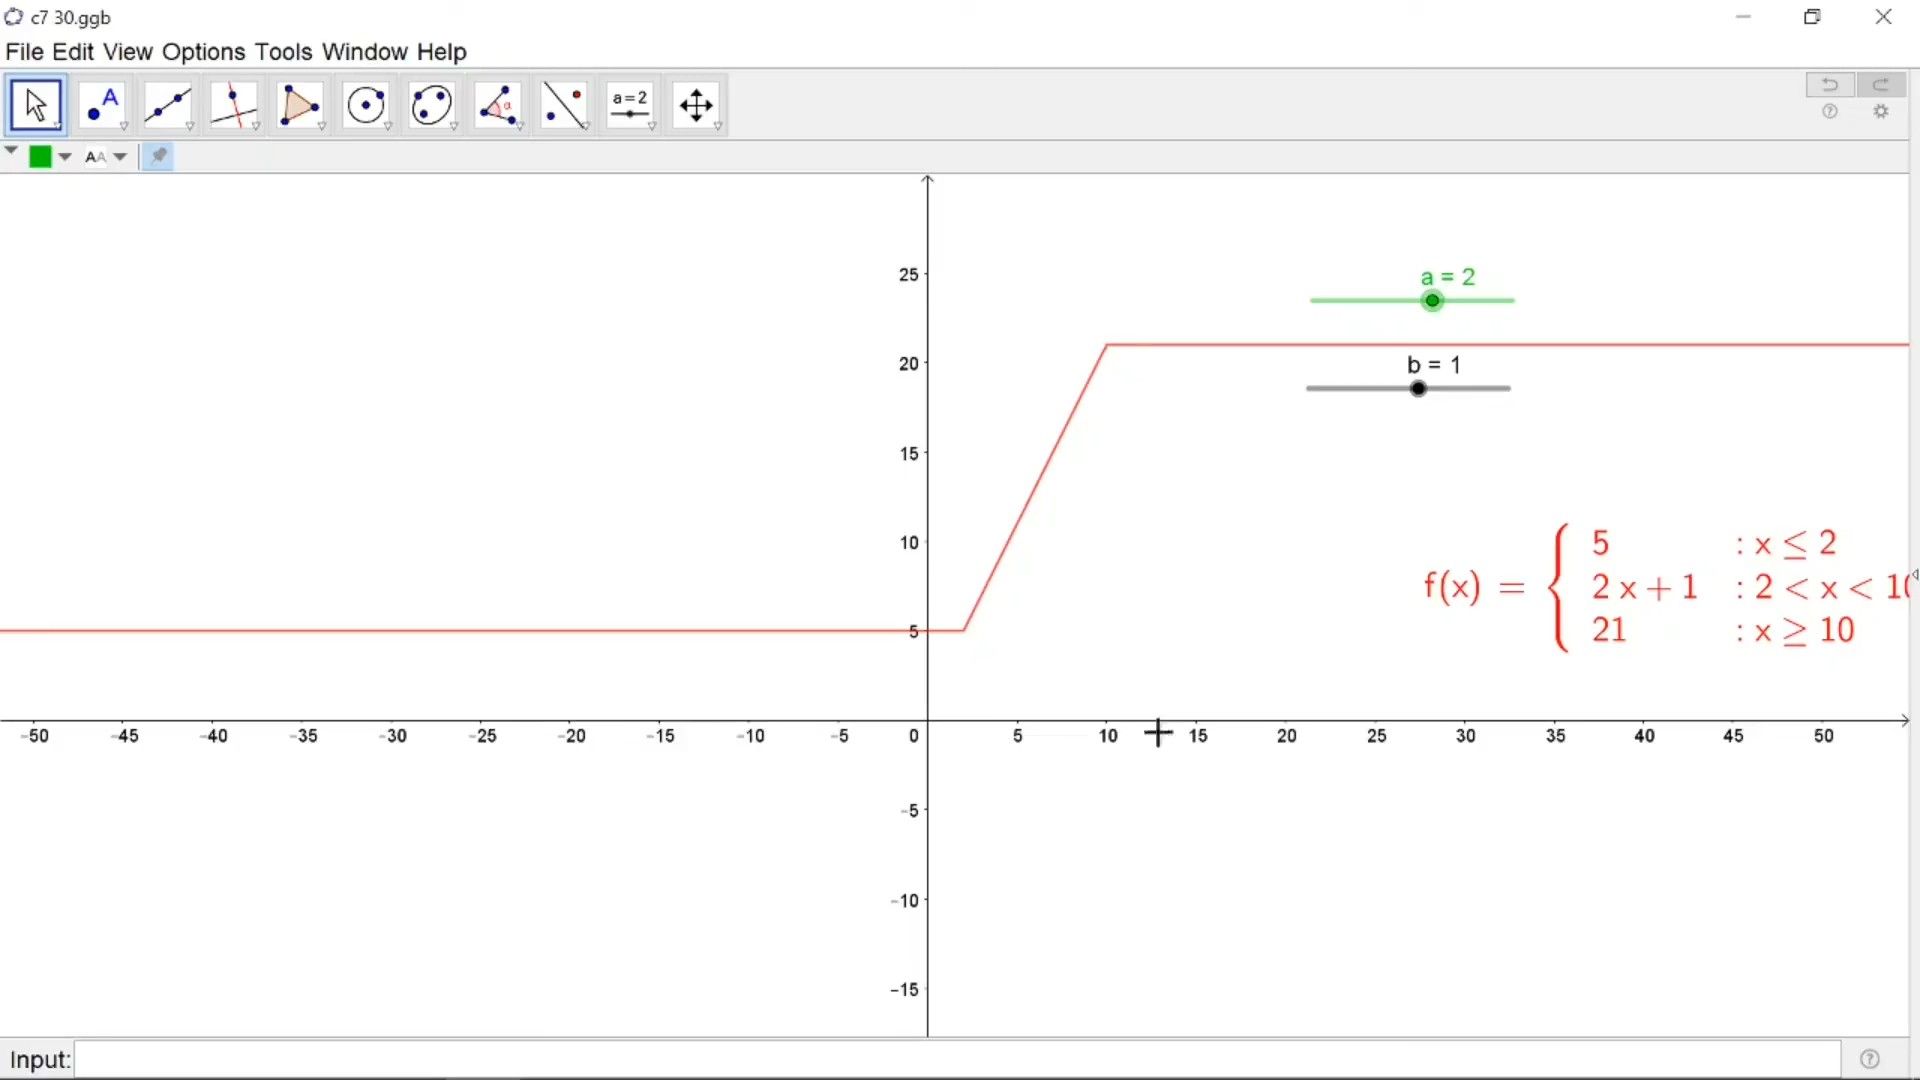 c7 30.ggb
File Edit View Options Tools Window Help
A
α
a = 2
AA
25
a = 2
20
b = 1
15
10
5 : x ≤ 2
f(x) = { 2 x + 1 : 2 < x < 10
21 : x ≥ 10
5
-50 -45 -40 -35 -30 -25 -20 -15 -10 -5 0 5 10 15 20 25 30 35 40 45 50
-5
-10
-15
Input: